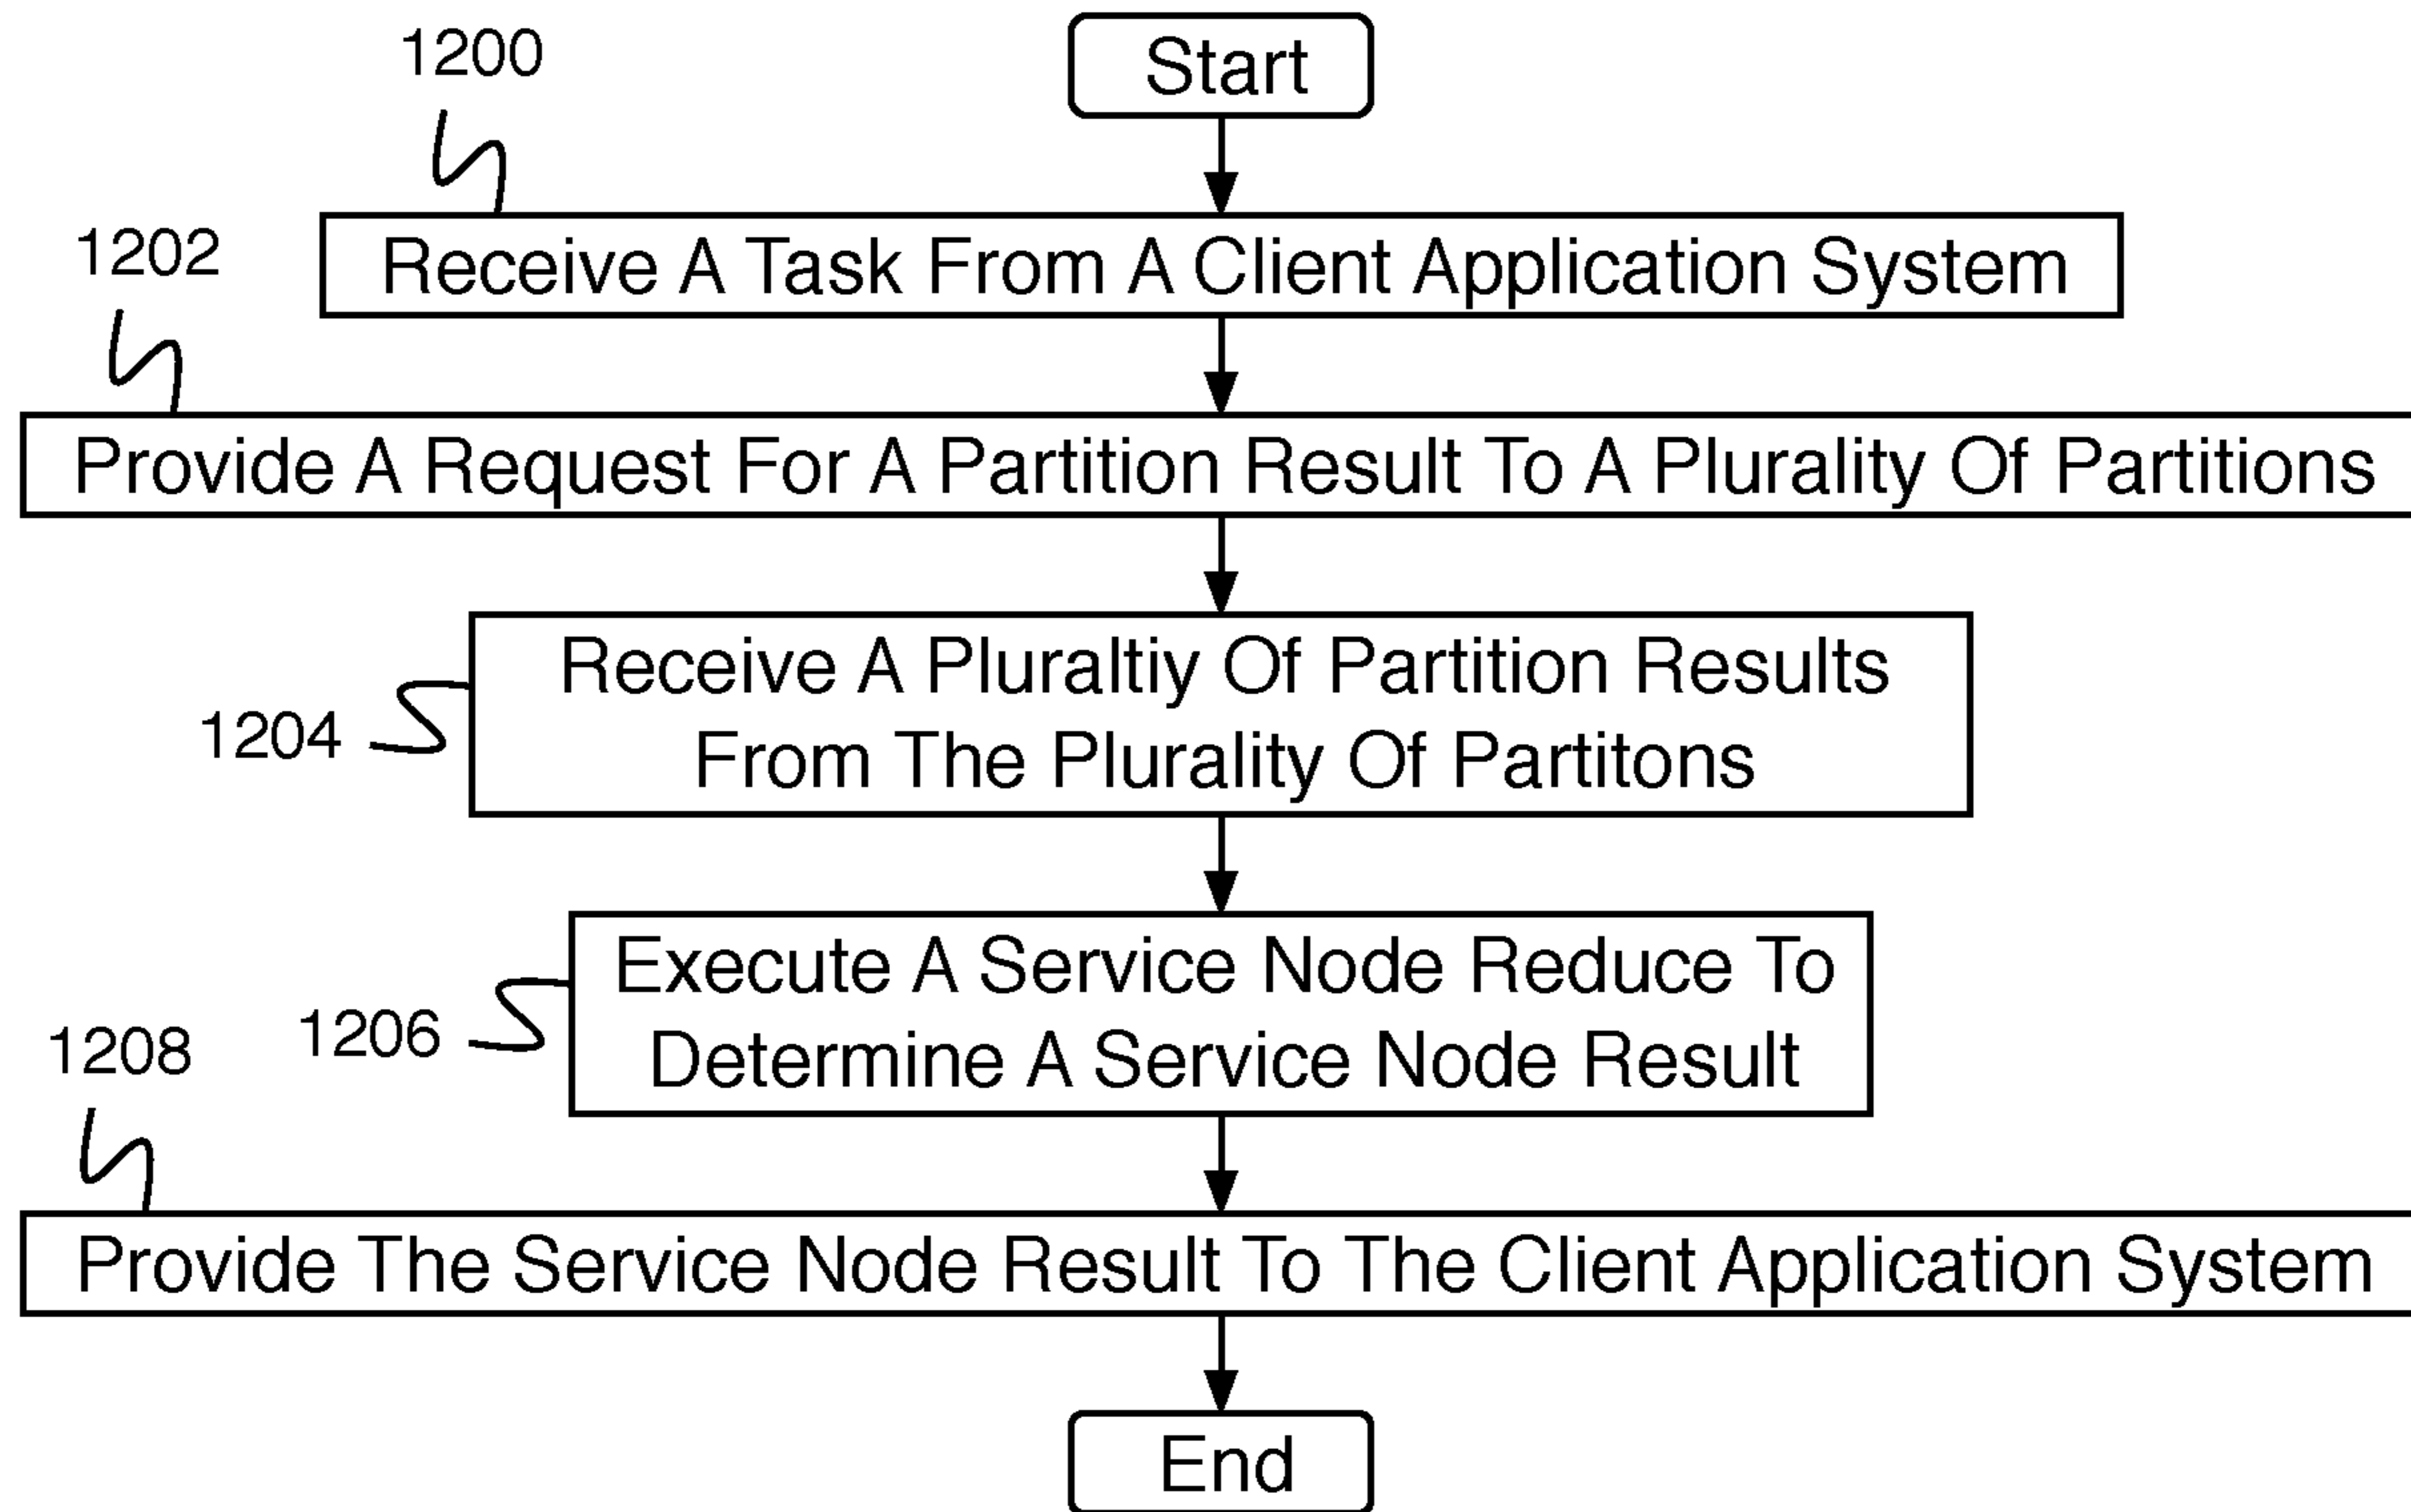 Start
1200
Receive A Task From A Client Application System
1202
Provide A Request For A Partition Result To A Plurality Of Partitions
Receive A Pluraltiy Of Partition Results
From The Plurality Of Partitons
1204
Execute A Service Node Reduce To
Determine A Service Node Result
1206
1208
Provide The Service Node Result To The Client Application System
End